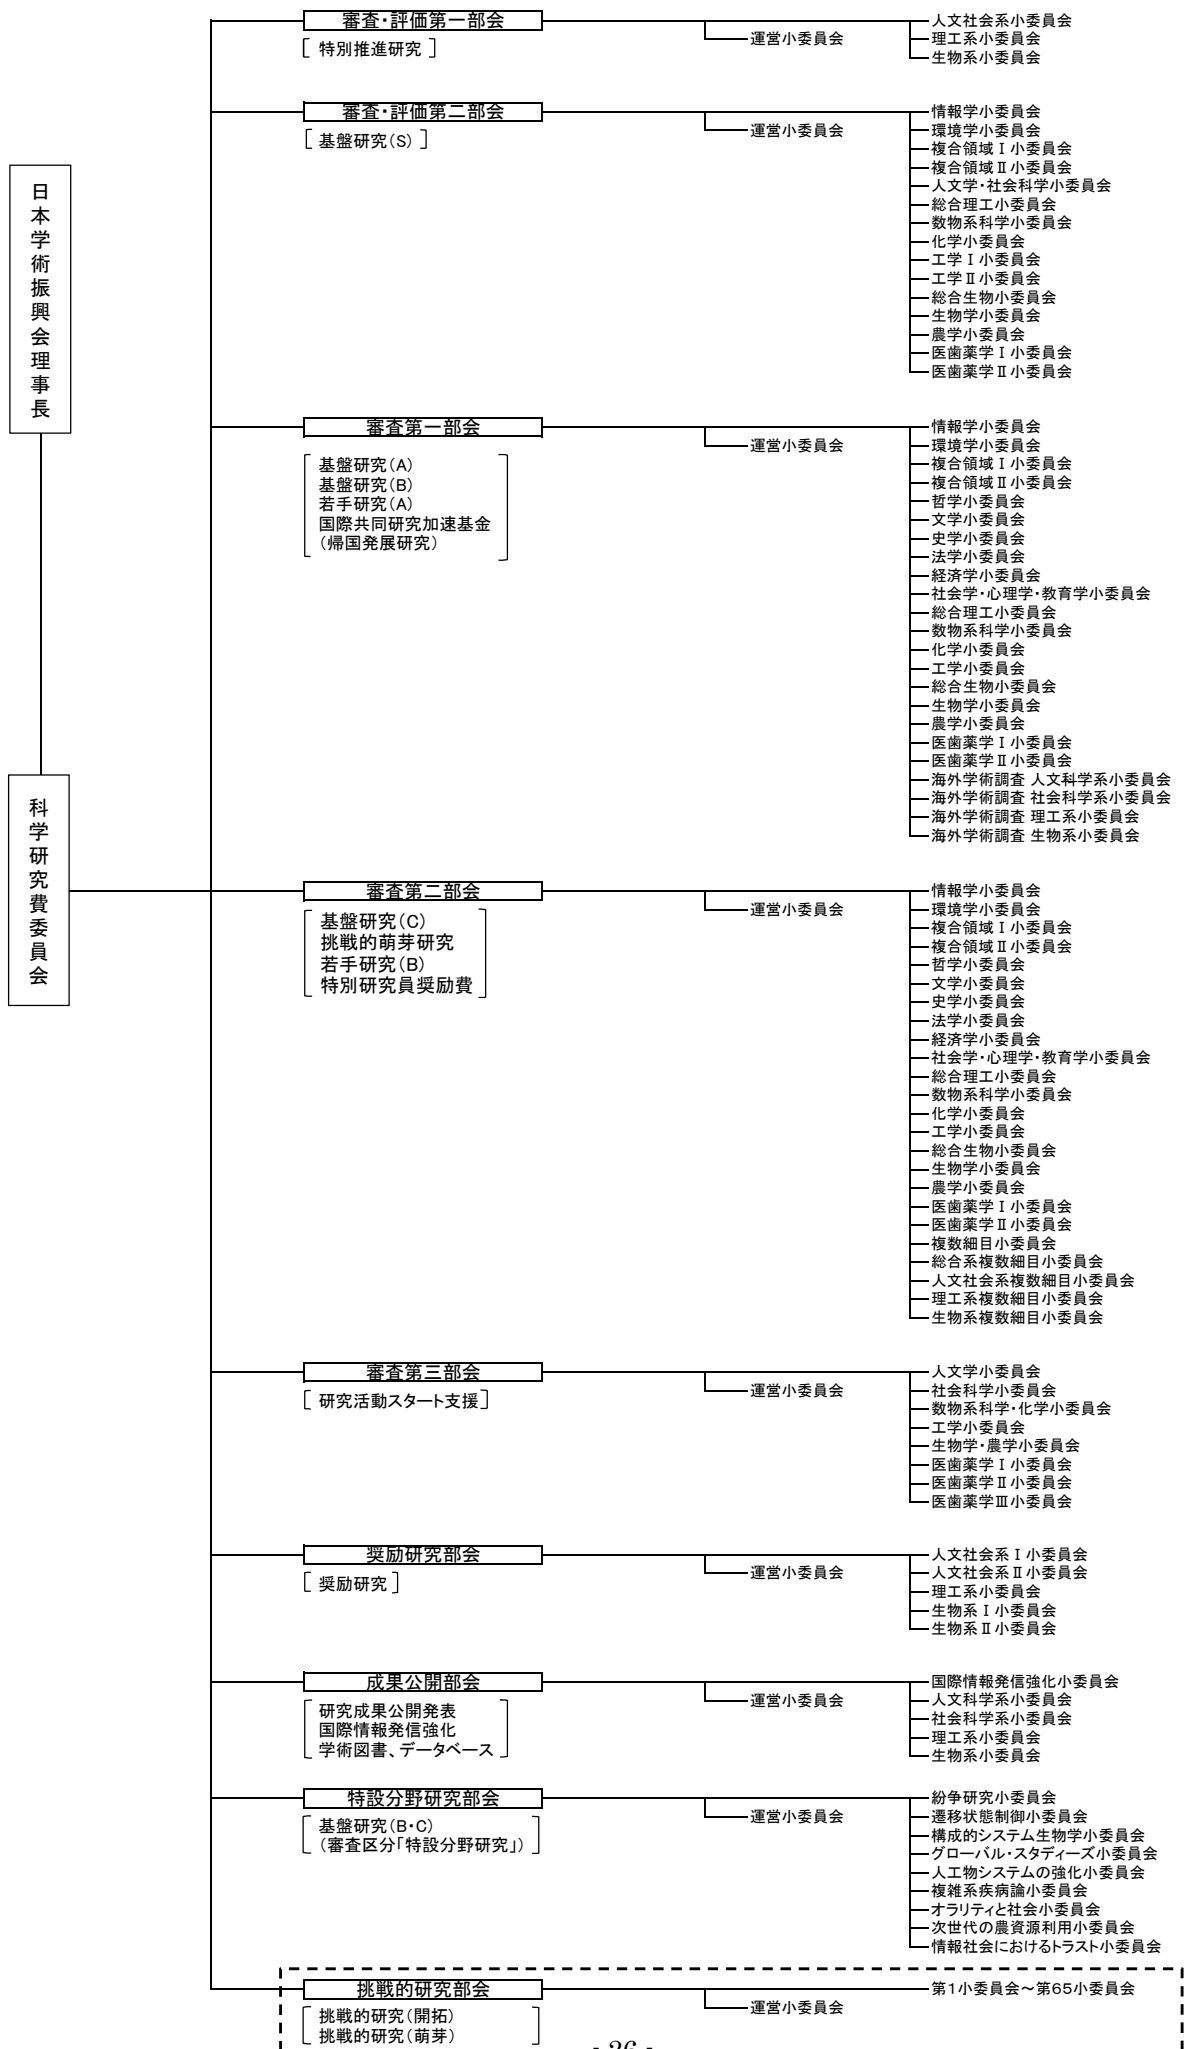 日本学術振興会理事長
科学研究費委員会
審査・評価第一部会
[ 特別推進研究 ]
運営小委員会
人文社会系小委員会
理工系小委員会
生物系小委員会
審査・評価第二部会
[ 基盤研究(S) ]
運営小委員会
情報学小委員会
環境学小委員会
複合領域Ⅰ小委員会
複合領域Ⅱ小委員会
人文学・社会科学小委員会
総合理工小委員会
数物系科学小委員会
化学小委員会
工学Ⅰ小委員会
工学Ⅱ小委員会
総合生物小委員会
生物学小委員会
農学小委員会
医歯薬学Ⅰ小委員会
医歯薬学Ⅱ小委員会
審査第一部会
基盤研究(A)
基盤研究(B)
若手研究(A)
国際共同研究加速基金
(帰国発展研究)
運営小委員会
情報学小委員会
環境学小委員会
複合領域Ⅰ小委員会
複合領域Ⅱ小委員会
哲学小委員会
文学小委員会
史学小委員会
法学小委員会
経済学小委員会
社会学・心理学・教育学小委員会
総合理工小委員会
数物系科学小委員会
化学小委員会
工学小委員会
総合生物小委員会
生物学小委員会
農学小委員会
医歯薬学Ⅰ小委員会
医歯薬学Ⅱ小委員会
海外学術調査 人文科学系小委員会
海外学術調査 社会科学系小委員会
海外学術調査 理工系小委員会
海外学術調査 生物系小委員会
審査第二部会
基盤研究(C)
挑戦的萌芽研究
若手研究(B)
特別研究員奨励費
運営小委員会
情報学小委員会
環境学小委員会
複合領域Ⅰ小委員会
複合領域Ⅱ小委員会
哲学小委員会
文学小委員会
史学小委員会
法学小委員会
経済学小委員会
社会学・心理学・教育学小委員会
総合理工小委員会
数物系科学小委員会
化学小委員会
工学小委員会
総合生物小委員会
生物学小委員会
農学小委員会
医歯薬学Ⅰ小委員会
医歯薬学Ⅱ小委員会
複数細目小委員会
総合系複数細目小委員会
人文社会系複数細目小委員会
理工系複数細目小委員会
生物系複数細目小委員会
審査第三部会
[ 研究活動スタート支援 ]
運営小委員会
人文学小委員会
社会科学小委員会
数物系科学・化学小委員会
工学小委員会
生物学・農学小委員会
医歯薬学Ⅰ小委員会
医歯薬学Ⅱ小委員会
医歯薬学Ⅲ小委員会
奨励研究部会
[ 奨励研究 ]
運営小委員会
人文社会系Ⅰ小委員会
人文社会系Ⅱ小委員会
理工系小委員会
生物系Ⅰ小委員会
生物系Ⅱ小委員会
成果公開部会
研究成果公開発表
国際情報発信強化
学術図書、データベース
運営小委員会
国際情報発信強化小委員会
人文科学系小委員会
社会科学系小委員会
理工系小委員会
生物系小委員会
特設分野研究部会
基盤研究(B・C)
(審査区分「特設分野研究」)
運営小委員会
紛争研究小委員会
遷移状態制御小委員会
構成的システム生物学小委員会
グローバル・スタディーズ小委員会
人工物システムの強化小委員会
複雑系疾病論小委員会
オラリティと社会小委員会
次世代の農資源利用小委員会
情報社会におけるトラスト小委員会
挑戦的研究部会
挑戦的研究(開拓)
挑戦的研究(萌芽)
運営小委員会
第1小委員会～第65小委員会
- 26 -